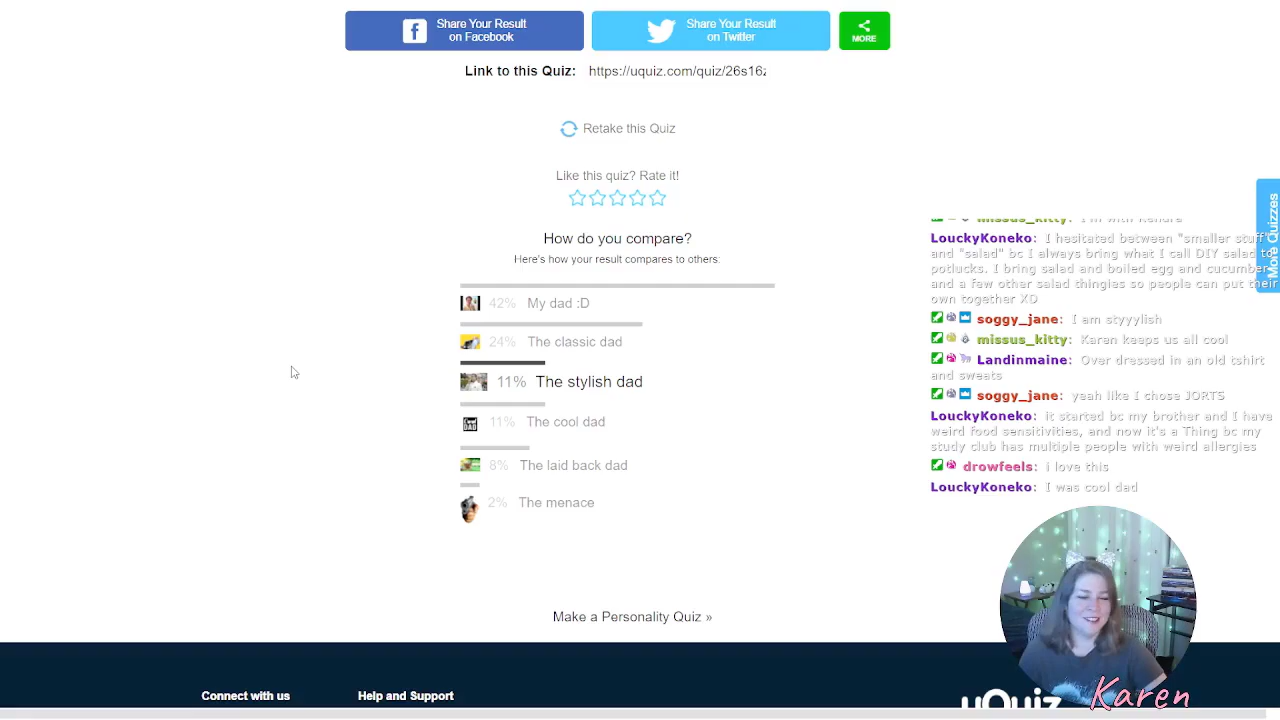 Share Your Result
on Facebook
Share Your Result
on Twitter
MORE
Link to this Quiz: https://uquiz.com/quiz/26s16z
Retake this Quiz
Like this quiz? Rate it!
How do you compare?
Here's how your result compares to others:
42% My dad :D
24% The classic dad
11% The stylish dad
11% The cool dad
8% The laid back dad
2% The menace
Make a Personality Quiz »
More Quizzes
missus_kitty: I'm with Kendra
LouckyKoneko: I hesitated between "smaller stuff"
and "salad" bc I always bring what I call DIY salad to
potlucks. I bring salad and boiled egg and cucumber
and a few other salad thingies so people can put their
own together XD
soggy_jane: I am styyylish
missus_kitty: Karen keeps us all cool
Landinmaine: Over dressed in an old tshirt
and sweats
soggy_jane: yeah like I chose JORTS
LouckyKoneko: it started bc my brother and I have
weird food sensitivities, and now it's a Thing bc my
study club has multiple people with weird allergies
drowfeels: i love this
LouckyKoneko: I was cool dad
Connect with us
Help and Support
uQuiz
Karen